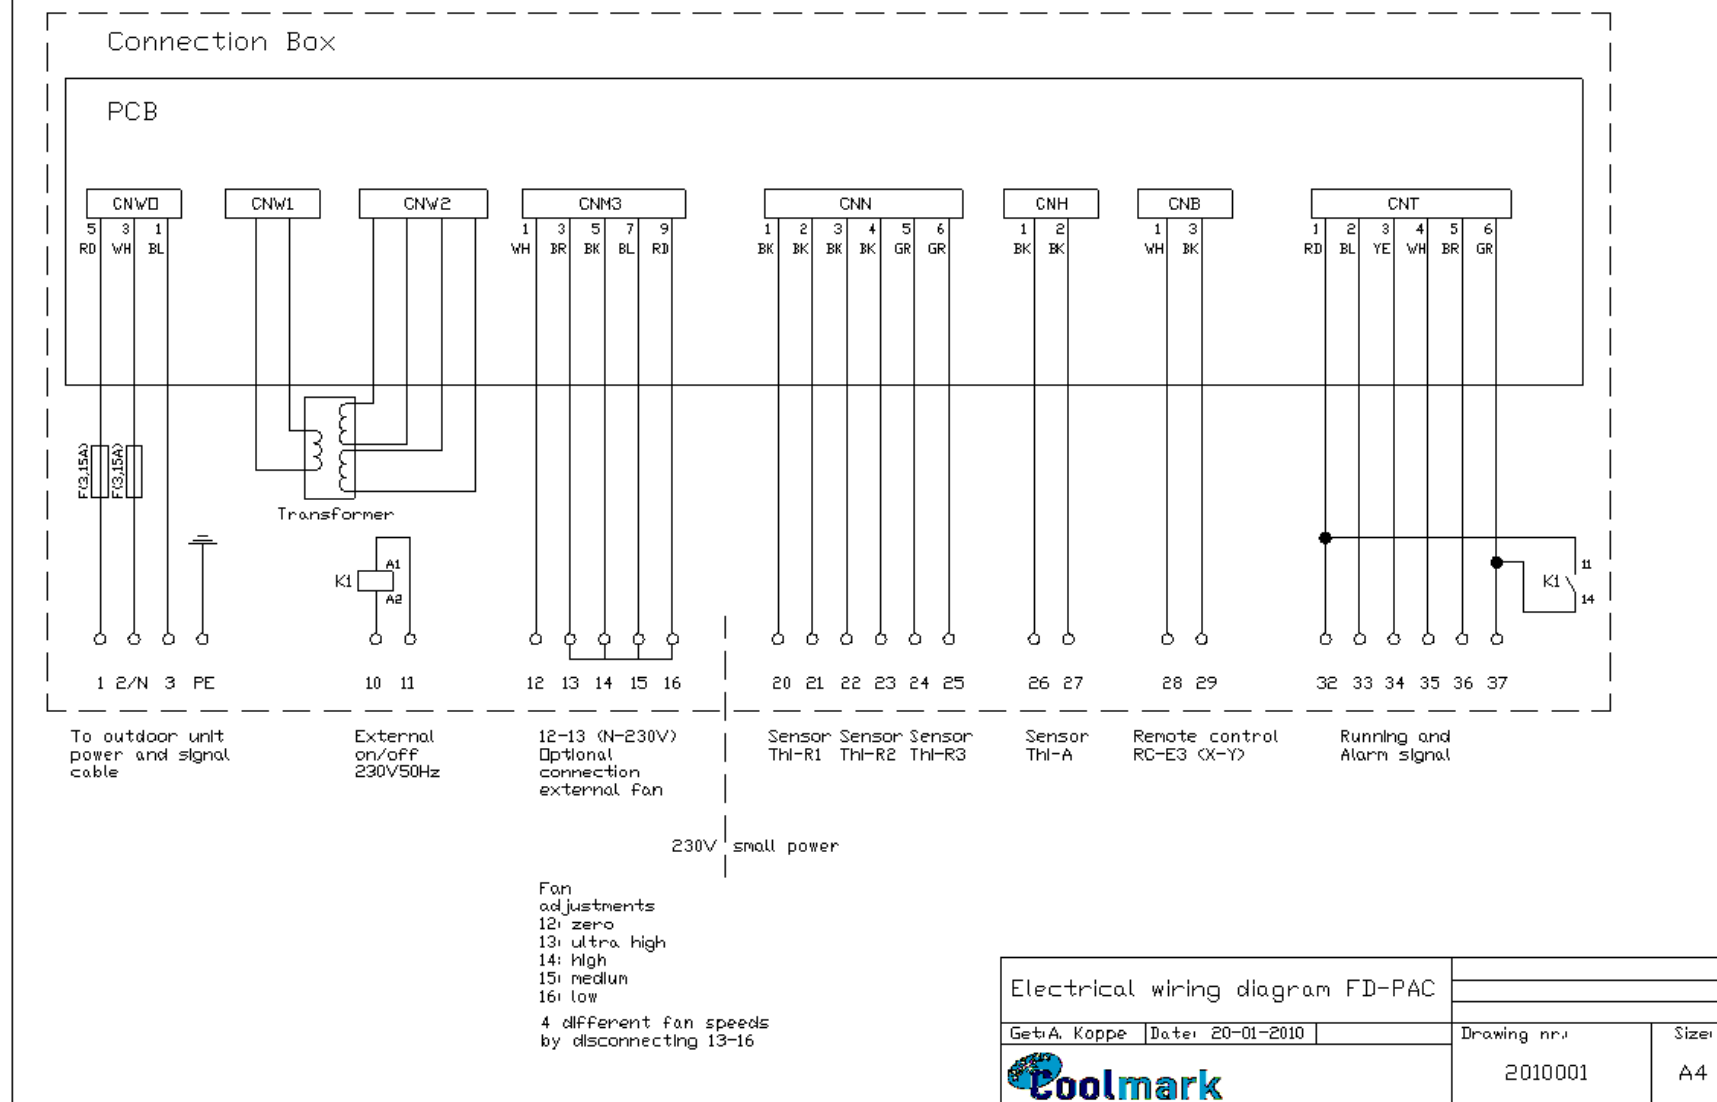 Connection Box
PCB
CNWO CNW1 CNW2 CNM3 CNN CNH CNB CNT
5 3 1 1 3 5 7 9 1 2 3 4 5 6 1 2 1 3 1 2 3 4 5 6
RD WH BL WH BR BK BL RD BK BK BK BK GR GR BK BK WH BK RD BL YE WH BR GR
F(3,15A) F(3,15A)
Transformer
K1 A1 A2
K1 11 14
1 2/N 3 PE 10 11 12 13 14 15 16 20 21 22 23 24 25 26 27 28 29 32 33 34 35 36 37
To outdoor unit
power and signal
cable
External
on/off
230V50Hz
12-13 (N-230V)
Optional
connection
external fan
Sensor Sensor Sensor
ThI-R1 ThI-R2 ThI-R3
Sensor
ThI-A
Remote control
RC-E3 (X-Y)
Running and
Alarm signal
230V small power
Fan
adjustments
12: zero
13: ultra high
14: high
15: medium
16: low
4 different fan speeds
by disconnecting 13-16
Electrical wiring diagram FD-PAC
Get:A. Koppe Date: 20-01-2010
Drawing nr.: Size:
2010001 A4
Coolmark